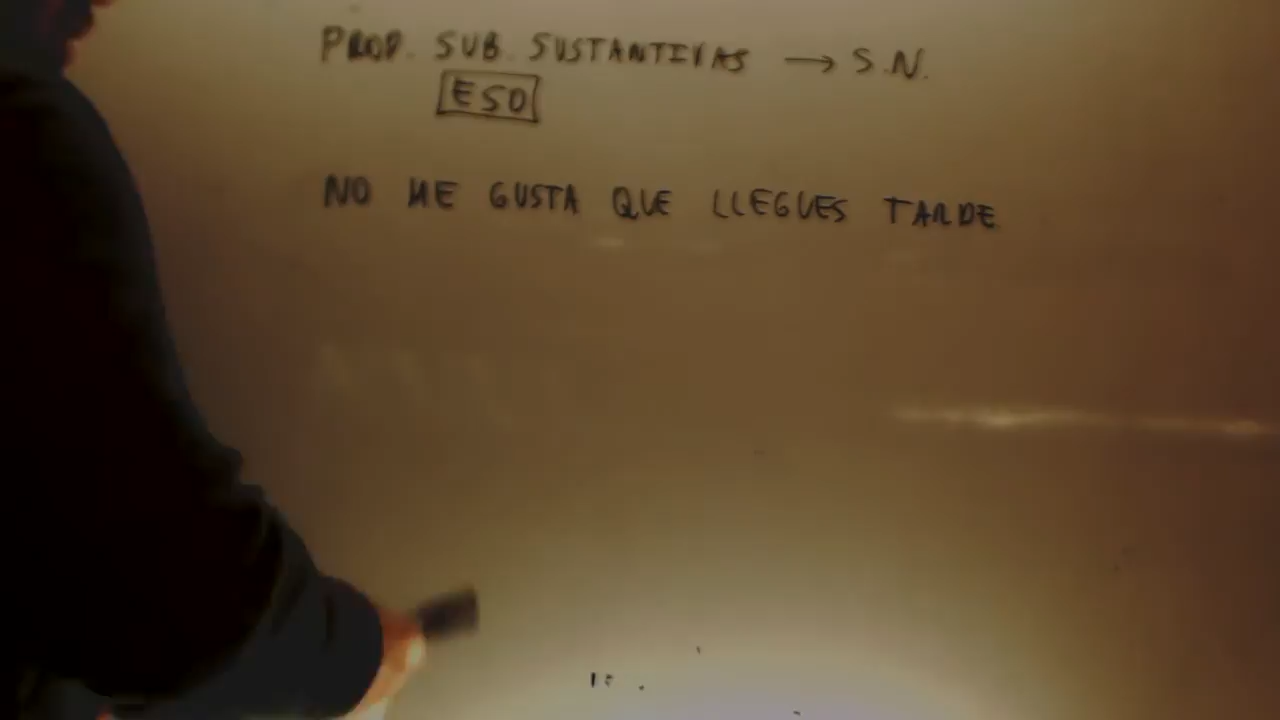 PROP. SUB. SUSTANTIVAS → S.N.
ESO
NO ME GUSTA QUE LLEGUES TARDE